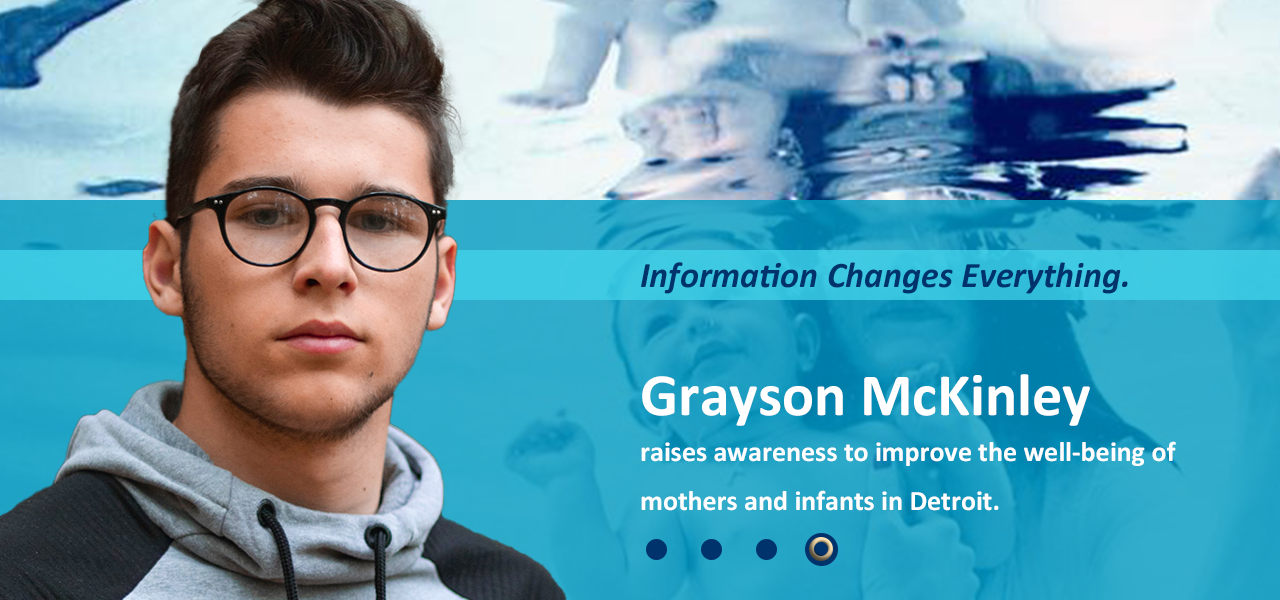 Information Changes Everything.
Grayson McKinley
raises awareness to improve the well-being of
mothers and infants in Detroit.